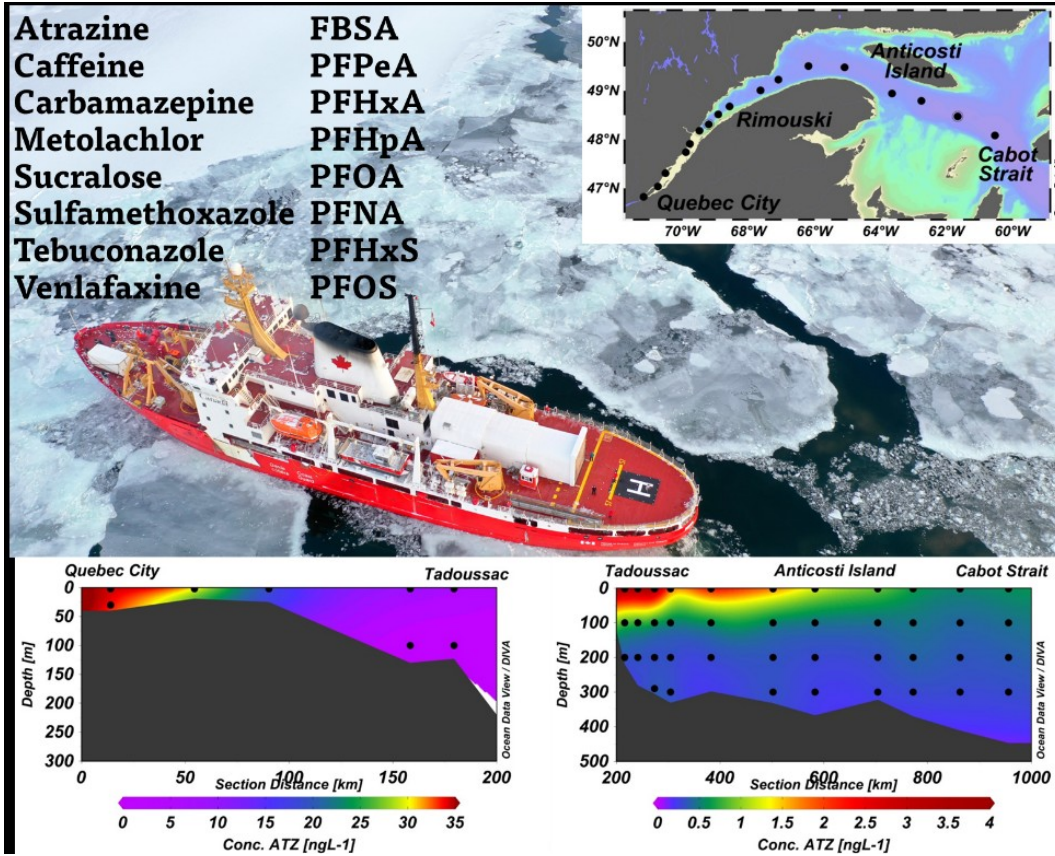 Atrazine FBSA
Caffeine PFPeA
Carbamazepine PFHxA
Metolachlor PFHpA
Sucralose PFOA
Sulfamethoxazole PFNA
Tebuconazole PFHxS
Venlafaxine PFOS
50°N
49°N
48°N
47°N
Anticosti
Island
Rimouski
Cabot
Strait
Quebec City
70°W 68°W 66°W 64°W 62°W 60°W
H
Quebec City Tadoussac
0
50
100
150
200
250
300
Depth [m]
Ocean Data View / DIVA
0 50 100 150 200
Section Distance [km]
0 5 10 15 20 25 30 35
Conc. ATZ [ngL-1]
Tadoussac Anticosti Island Cabot Strait
0
100
200
300
400
500
Depth [m]
Ocean Data View / DIVA
200 400 600 800 1000
Section Distance [km]
0 0.5 1 1.5 2 2.5 3 3.5 4
Conc. ATZ [ngL-1]